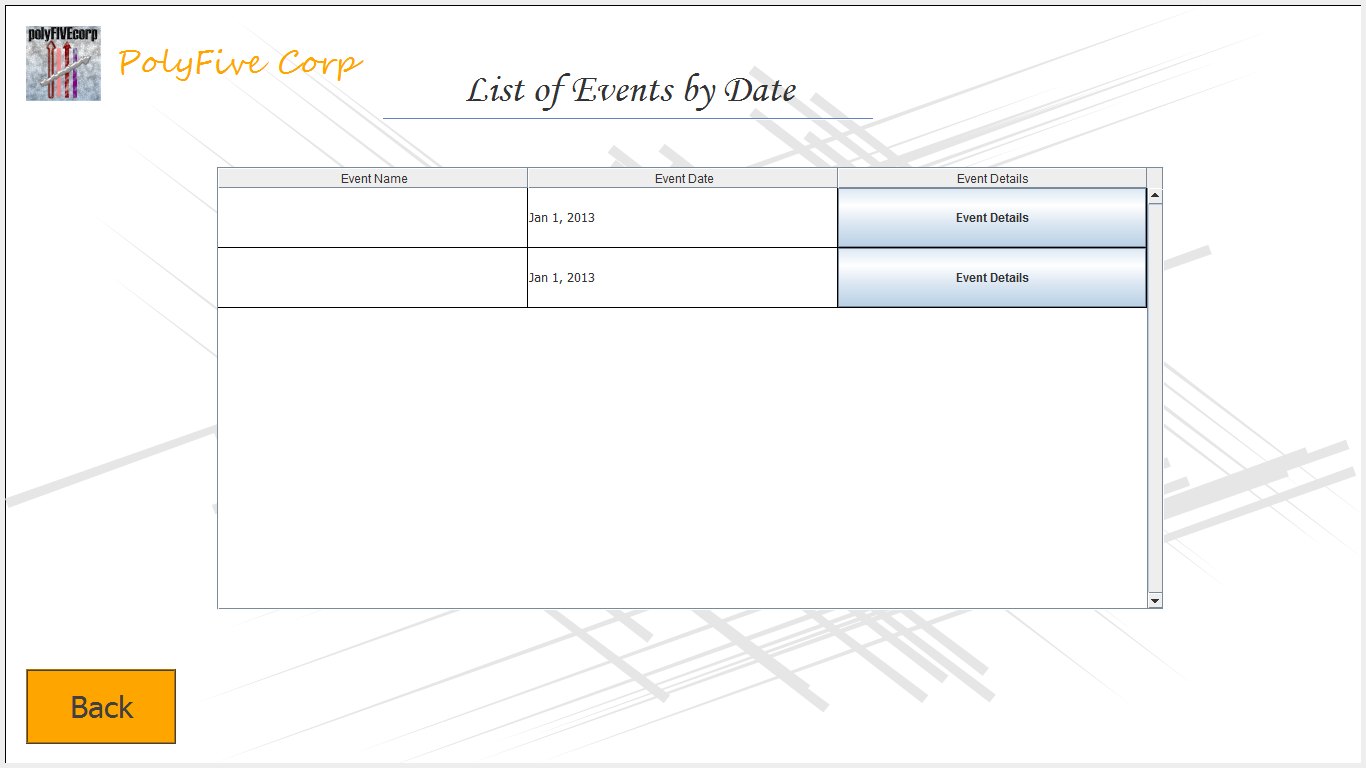 polyFIVEcorp
PolyFive Corp
List of Events by Date
Event Name Event Date Event Details
Jan 1, 2013 Event Details
Jan 1, 2013 Event Details
Back